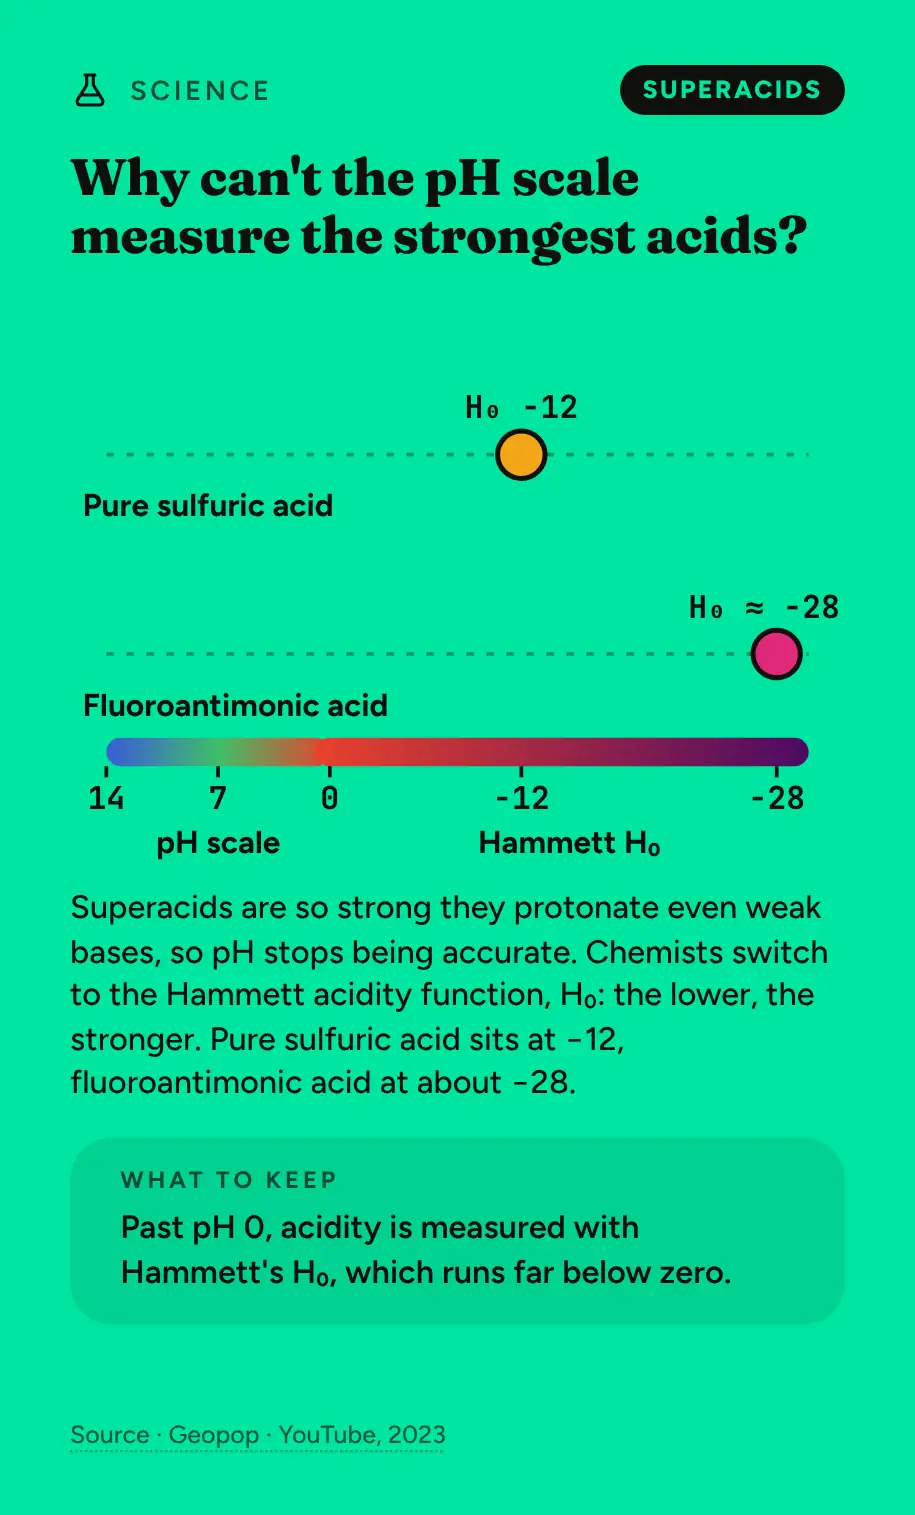 SCIENCE
SUPERACIDS
Why can't the pH scale
measure the strongest acids?
H₀ -12
Pure sulfuric acid
H₀ ≈ -28
Fluoroantimonic acid
14 7 0 -12 -28
pH scale Hammett H₀
Superacids are so strong they protonate even weak
bases, so pH stops being accurate. Chemists switch
to the Hammett acidity function, H₀: the lower, the
stronger. Pure sulfuric acid sits at −12,
fluoroantimonic acid at about −28.
WHAT TO KEEP
Past pH 0, acidity is measured with
Hammett's H₀, which runs far below zero.
Source · Geopop · YouTube, 2023